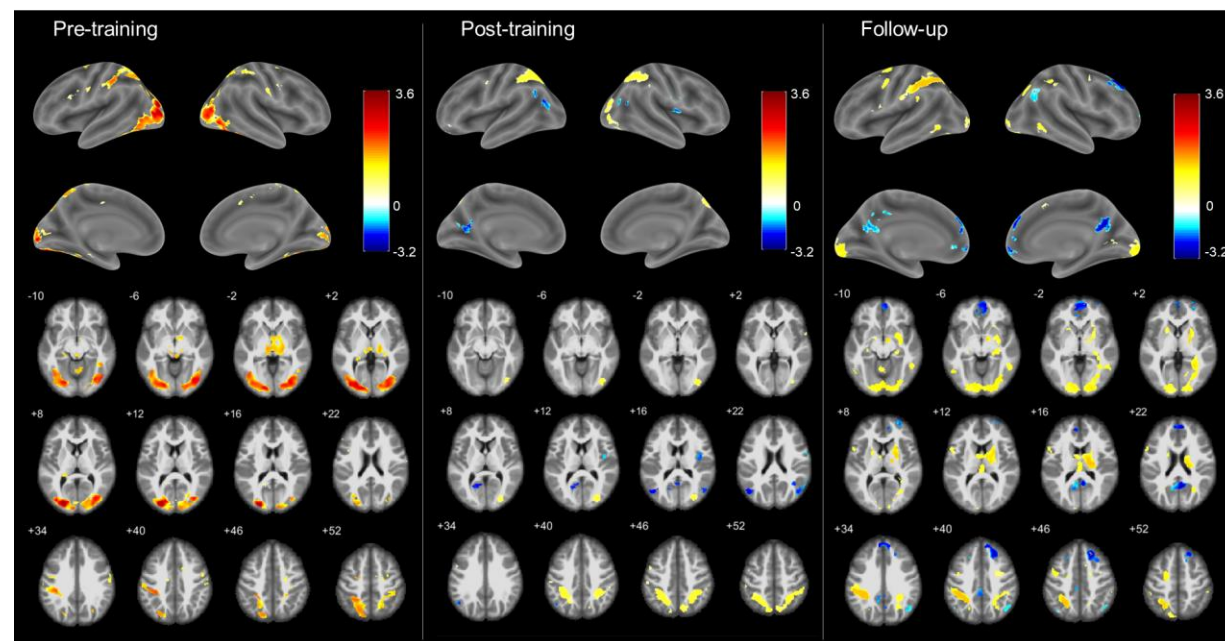 Pre-training
Post-training
Follow-up
3.6
0
-3.2
3.6
0
-3.2
3.6
0
-3.2
-10 -6 -2 +2
-10 -6 -2 +2
-10 -6 -2 +2
+8 +12 +16 +22
+8 +12 +16 +22
+8 +12 +16 +22
+34 +40 +46 +52
+34 +40 +46 +52
+34 +40 +46 +52